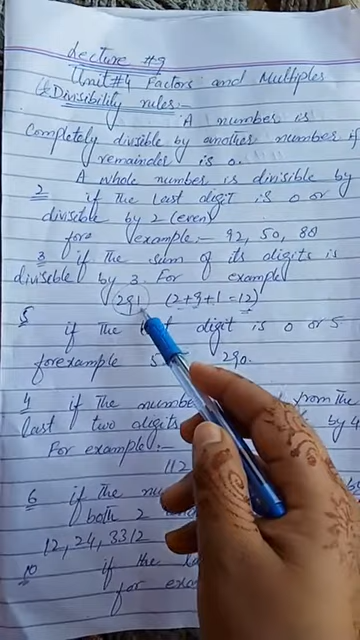 Lecture #9
Unit#4 Factors and Multiples
Divisibility rules:-
A number is
completely divisible by another number if
remainder is 0.
A whole number is divisible by
2 if the last digit is 0 or
divisible by 2 (even)
for example:- 92, 50, 88
3 if the sum of its digits is
divisible by 3. For example
291 (2+9+1=12)
5
if the digit is 0 or 5
for example 5 290.
4 if the from the
last two digits by 4
For example:-
112
6 if the
both 2
12, 24, 3312
10 if the
for